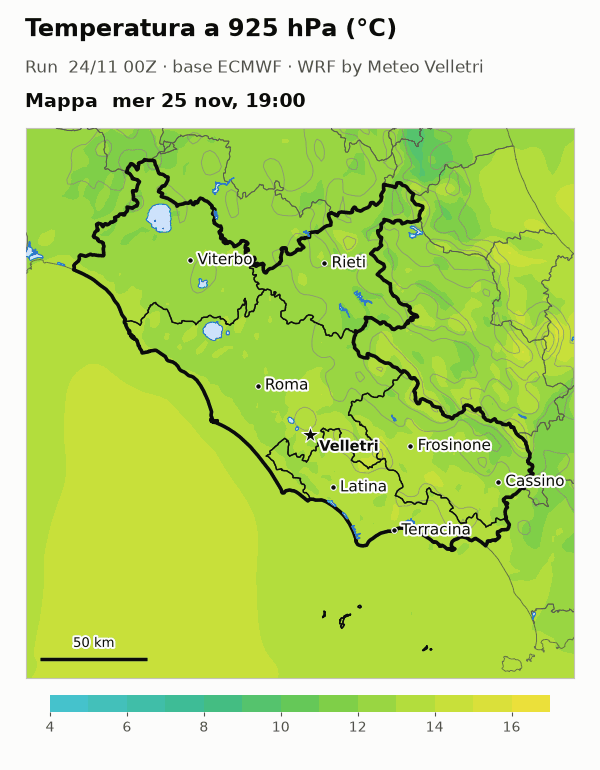 Temperatura a 925 hPa (°C)
Run  24/11 00Z · base ECMWF · WRF by Meteo Velletri
Mappa  mer 25 nov, 19:00
Viterbo
Rieti
Roma
Velletri
Frosinone
Latina
Cassino
Terracina
50 km
4 6 8 10 12 14 16